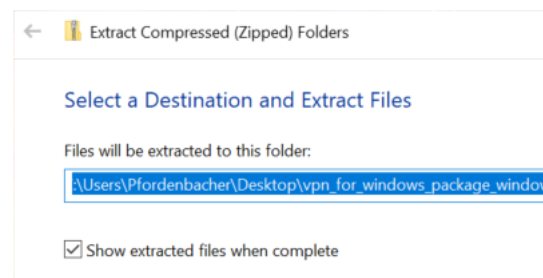 Extract Compressed (Zipped) Folders
Select a Destination and Extract Files
Files will be extracted to this folder:
:\Users\Pfordenbacher\Desktop\vpn_for_windows_package_window
Show extracted files when complete